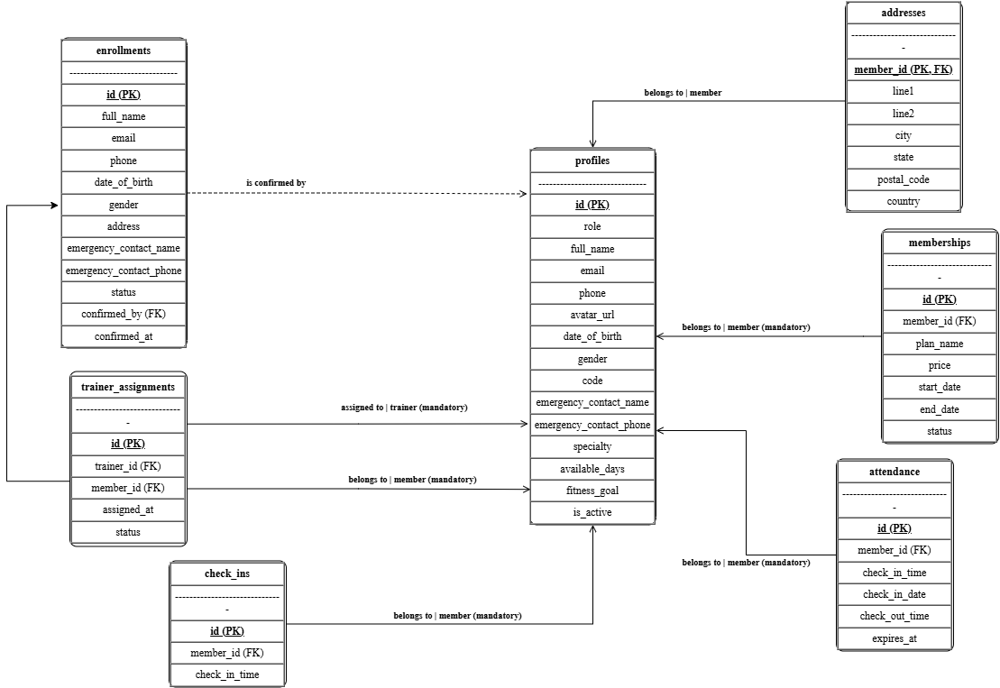 enrollments
------------------------------
id (PK)
full_name
email
phone
date_of_birth
gender
address
emergency_contact_name
emergency_contact_phone
status
confirmed_by (FK)
confirmed_at
trainer_assignments
-----------------------------
-
id (PK)
trainer_id (FK)
member_id (FK)
assigned_at
status
check_ins
-----------------------------
-
id (PK)
member_id (FK)
check_in_time
is confirmed by
assigned to | trainer (mandatory)
belongs to | member (mandatory)
belongs to | member (mandatory)
profiles
------------------------------
id (PK)
role
full_name
email
phone
avatar_url
date_of_birth
gender
code
emergency_contact_name
emergency_contact_phone
specialty
available_days
fitness_goal
is_active
belongs to | member
belongs to | member (mandatory)
belongs to | member (mandatory)
addresses
-----------------------------
-
member_id (PK, FK)
line1
line2
city
state
postal_code
country
memberships
-----------------------------
-
id (PK)
member_id (FK)
plan_name
price
start_date
end_date
status
attendance
-----------------------------
-
id (PK)
member_id (FK)
check_in_time
check_in_date
check_out_time
expires_at